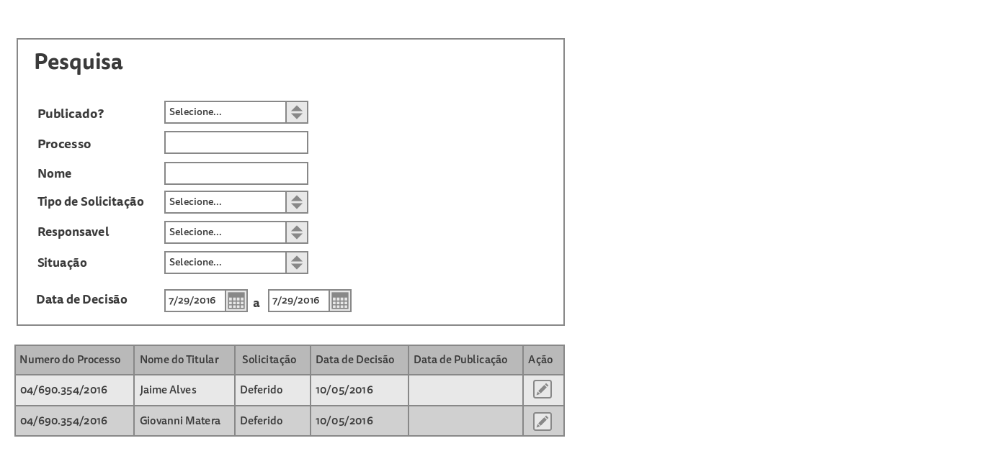 Pesquisa
Publicado? Selecione...
Processo
Nome
Tipo de Solicitação Selecione...
Responsavel Selecione...
Situação Selecione...
Data de Decisão 7/29/2016 a 7/29/2016
Numero do Processo Nome do Titular Solicitação Data de Decisão Data de Publicação Ação
04/690.354/2016 Jaime Alves Deferido 10/05/2016
04/690.354/2016 Giovanni Matera Deferido 10/05/2016